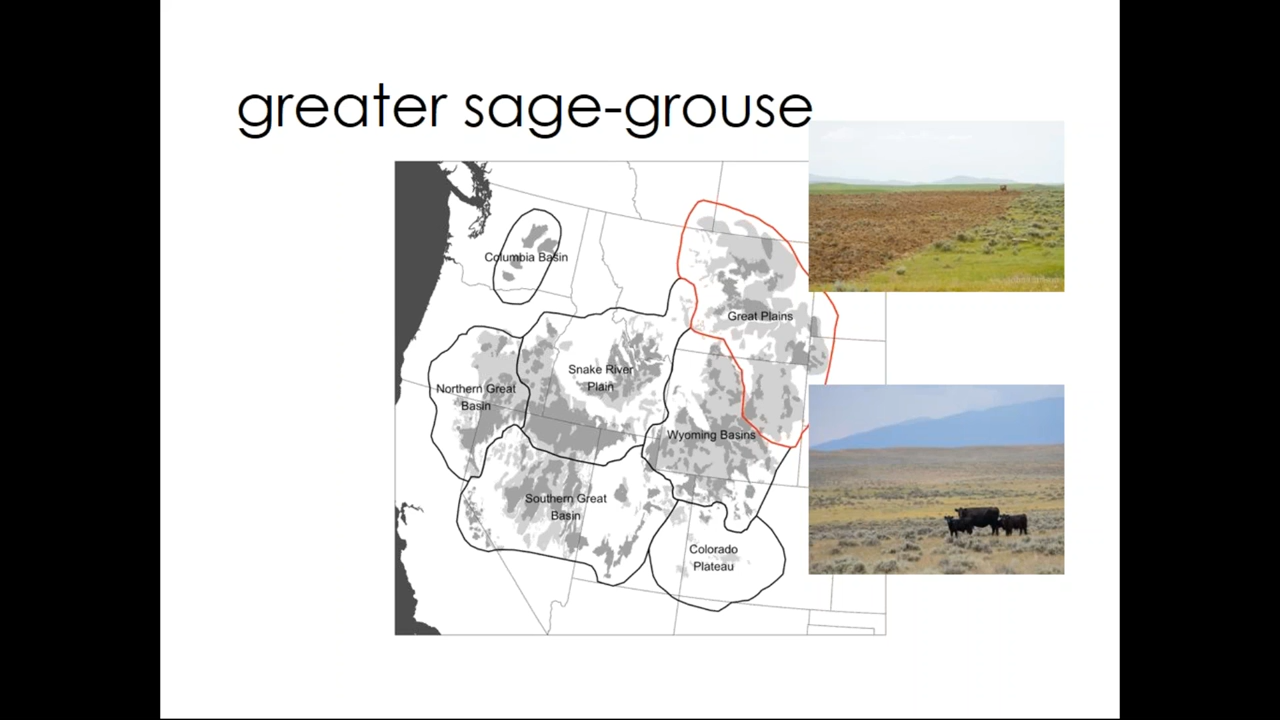 greater sage-grouse
Columbia Basin
Great Plains
Snake River
Plain
Northern Great
Basin
Wyoming Basins
Southern Great
Basin
Colorado
Plateau